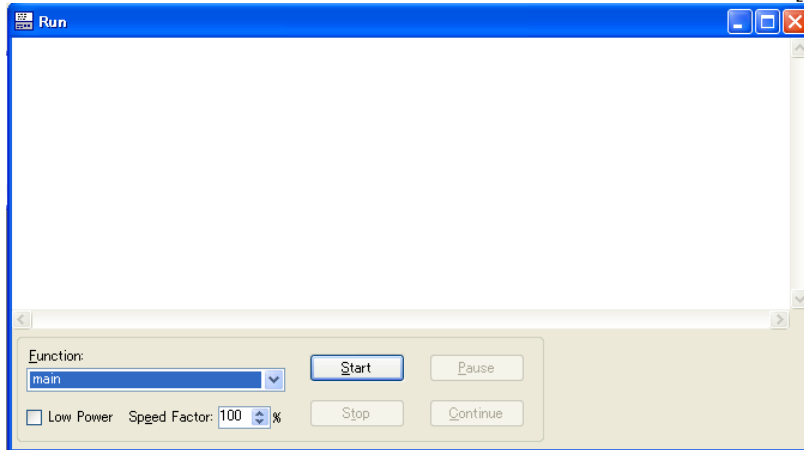 Run
Function:
main
Start
Pause
Low Power
Speed Factor:
100
%
Stop
Continue